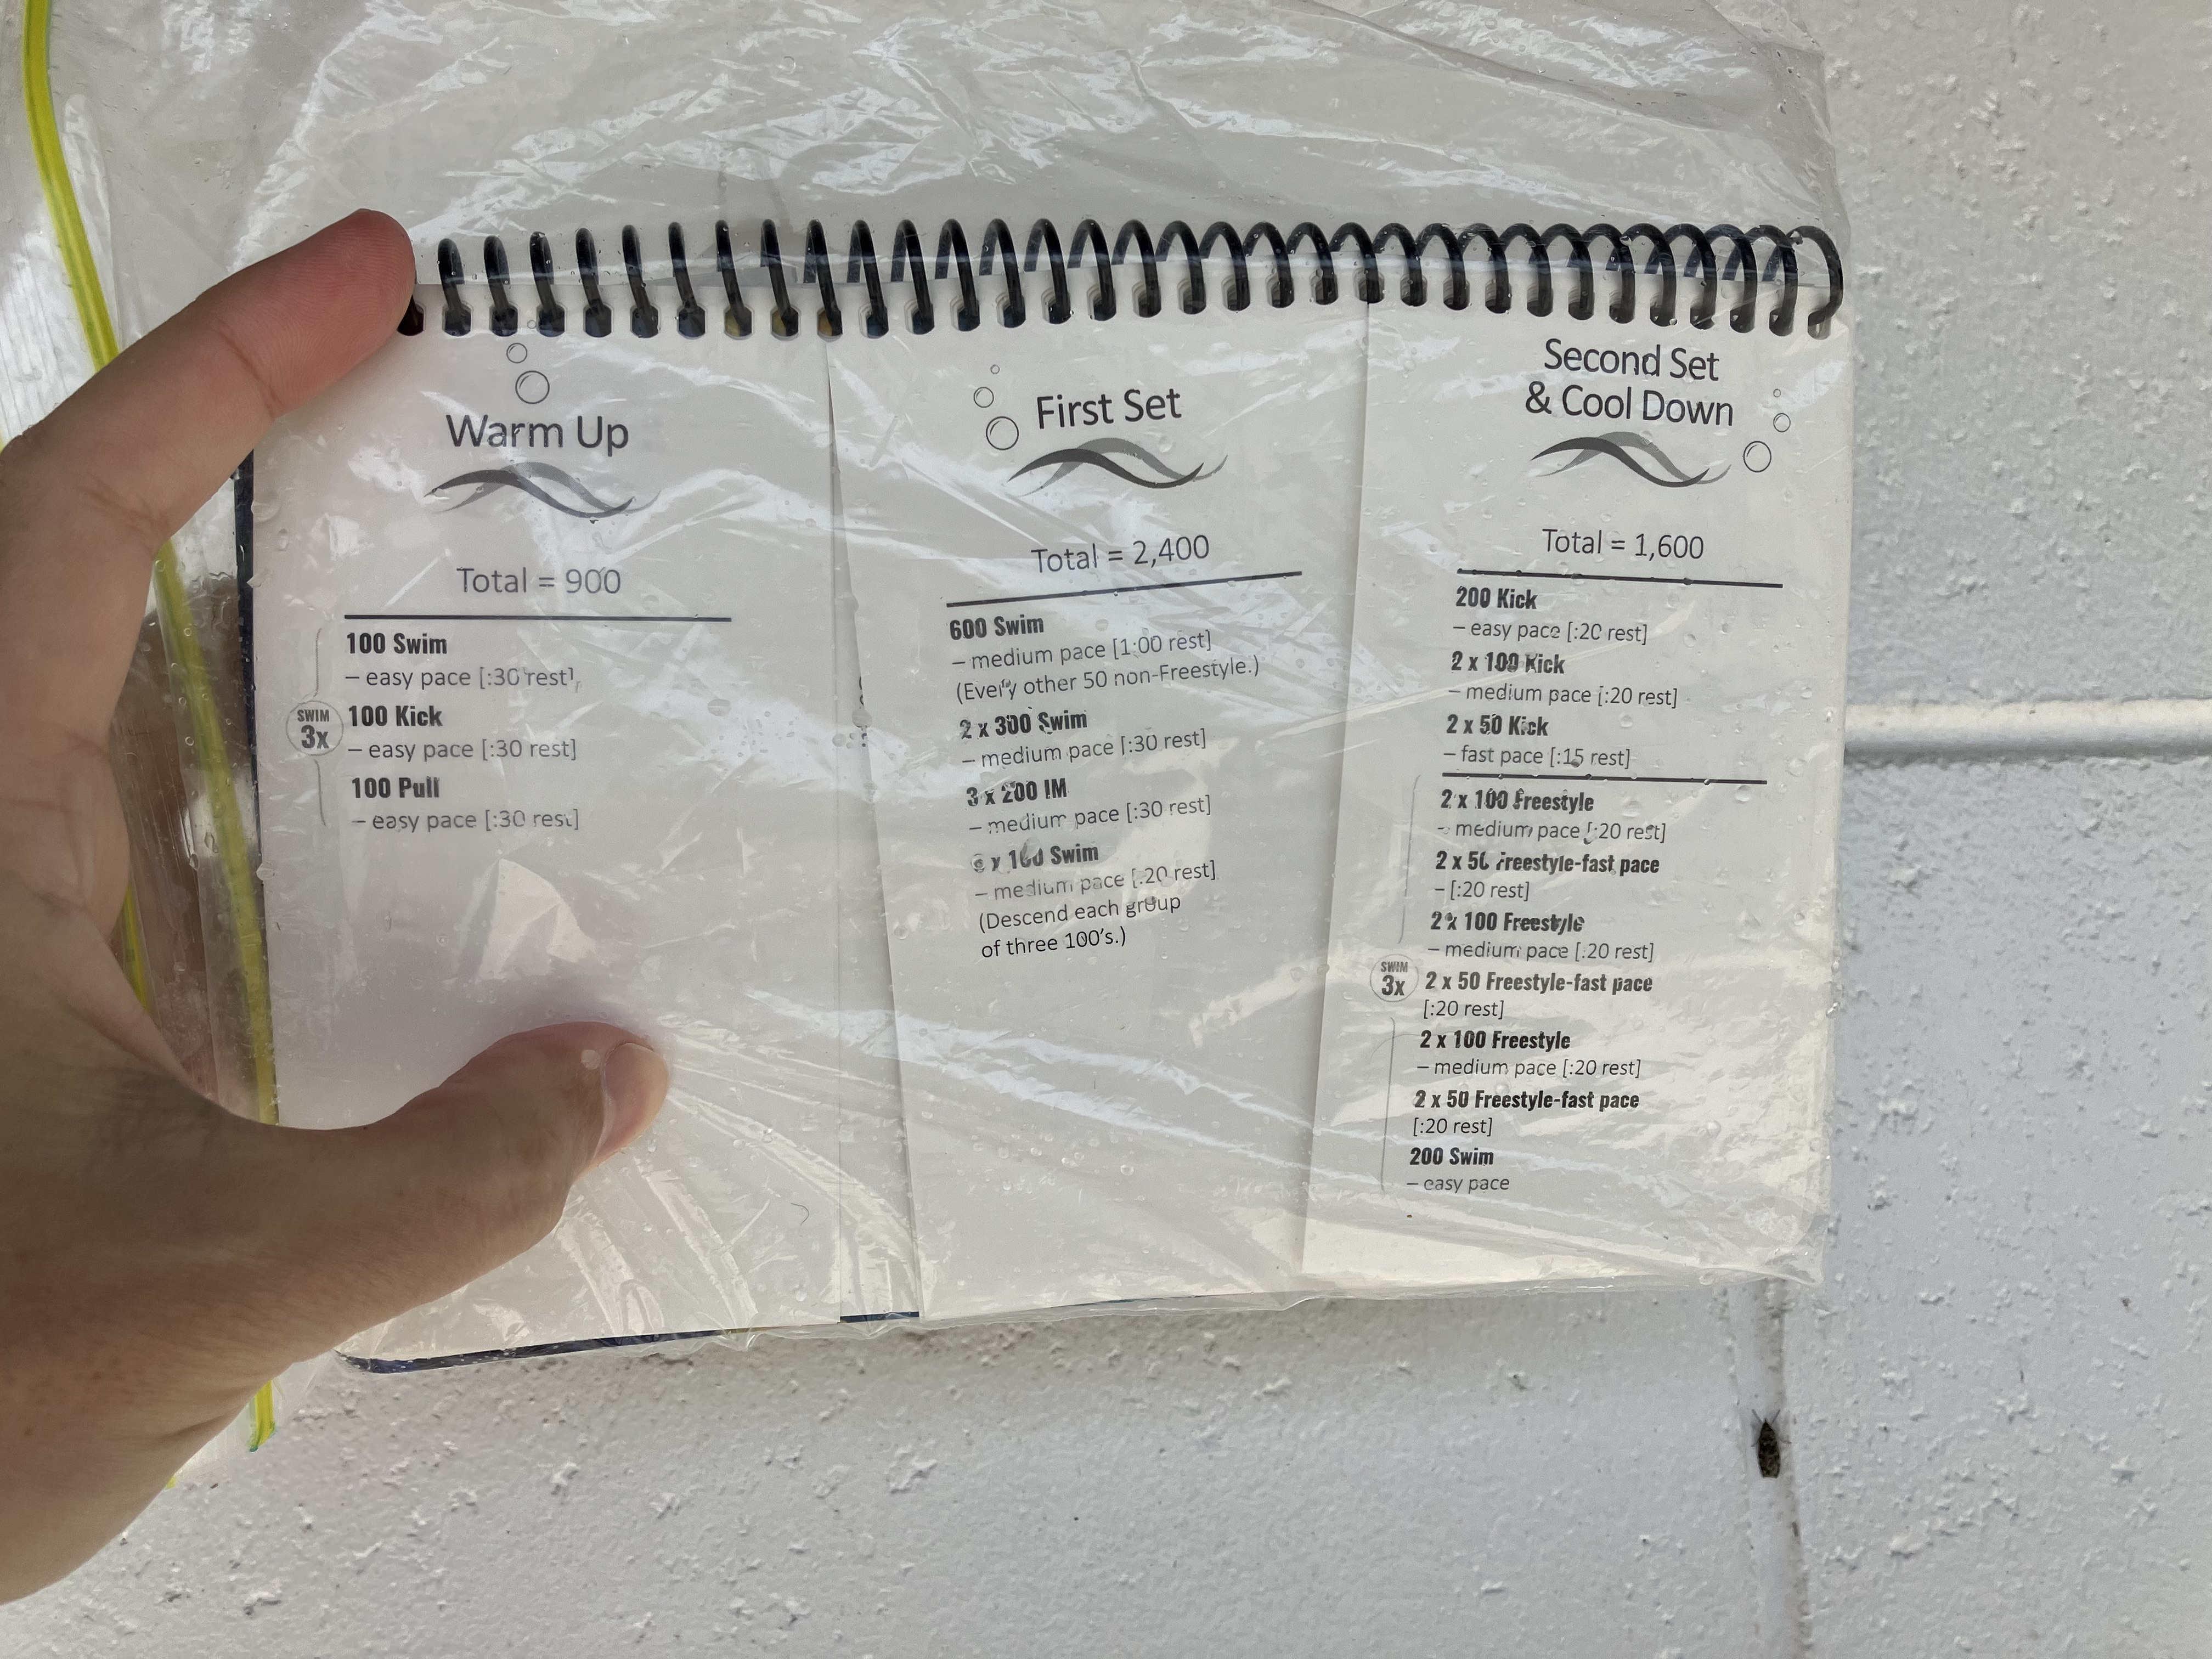 Warm Up
Total = 900
100 Swim
– easy pace [:30 rest]
SWIM
3x
100 Kick
– easy pace [:30 rest]
100 Pull
– easy pace [:30 rest]
First Set
Total = 2,400
600 Swim
– medium pace [1:00 rest]
(Every other 50 non-Freestyle.)
2 x 300 Swim
– medium pace [:30 rest]
3 x 200 IM
– medium pace [:30 rest]
x 100 Swim
– medium pace [:20 rest]
(Descend each group
of three 100's.)
Second Set
& Cool Down
Total = 1,600
200 Kick
– easy pace [:20 rest]
2 x 100 Kick
– medium pace [:20 rest]
2 x 50 Kick
– fast pace [:15 rest]
2 x 100 Freestyle
– medium pace [:20 rest]
2 x 50 Freestyle-fast pace
– [:20 rest]
2 x 100 Freestyle
– medium pace [:20 rest]
SWIM
3x
2 x 50 Freestyle-fast pace
[:20 rest]
2 x 100 Freestyle
– medium pace [:20 rest]
2 x 50 Freestyle-fast pace
[:20 rest]
200 Swim
– easy pace